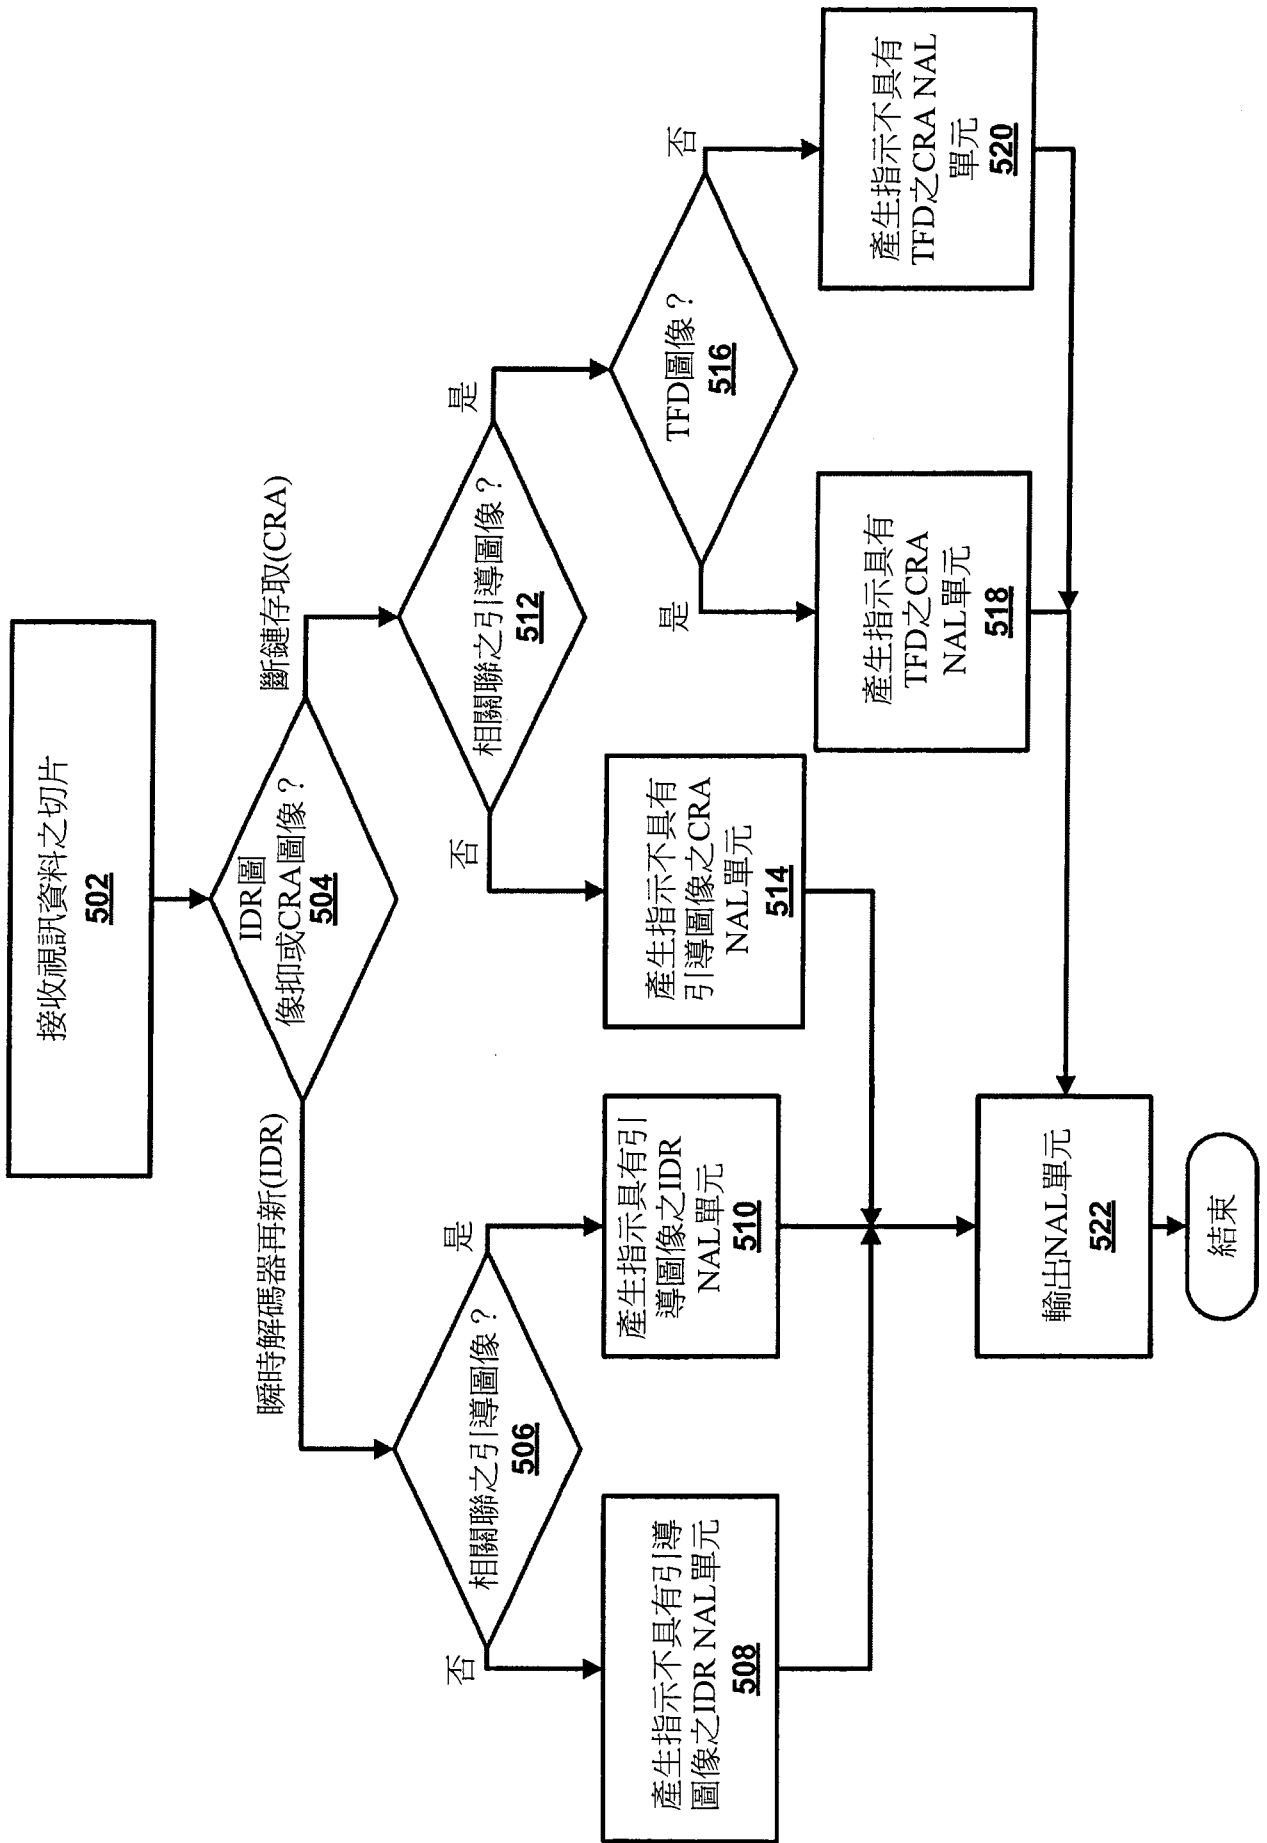 接收視訊資料之切片
502
IDR圖
像抑或CRA圖像？
504
瞬時解碼器再新(IDR)
斷鏈存取(CRA)
相關聯之引導圖像？
506
否
是
相關聯之引導圖像？
512
否
是
產生指示不具有引導
圖像之IDR NAL單元
508
產生指示具有引
導圖像之IDR
NAL單元
510
產生指示不具有
引導圖像之CRA
NAL單元
514
TFD圖像？
516
是
否
產生指示具有
TFD之CRA
NAL單元
518
產生指示不具有
TFD之CRA NAL
單元
520
輸出NAL單元
522
結束